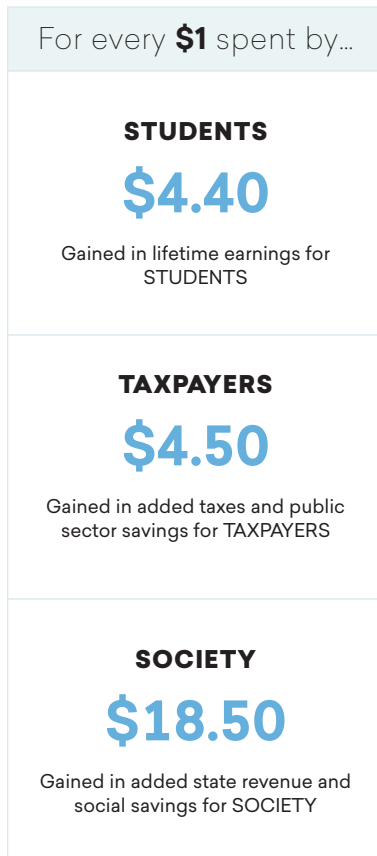 For every $1 spent by...
STUDENTS
$4.40
Gained in lifetime earnings for
STUDENTS
TAXPAYERS
$4.50
Gained in added taxes and public
sector savings for TAXPAYERS
SOCIETY
$18.50
Gained in added state revenue and
social savings for SOCIETY